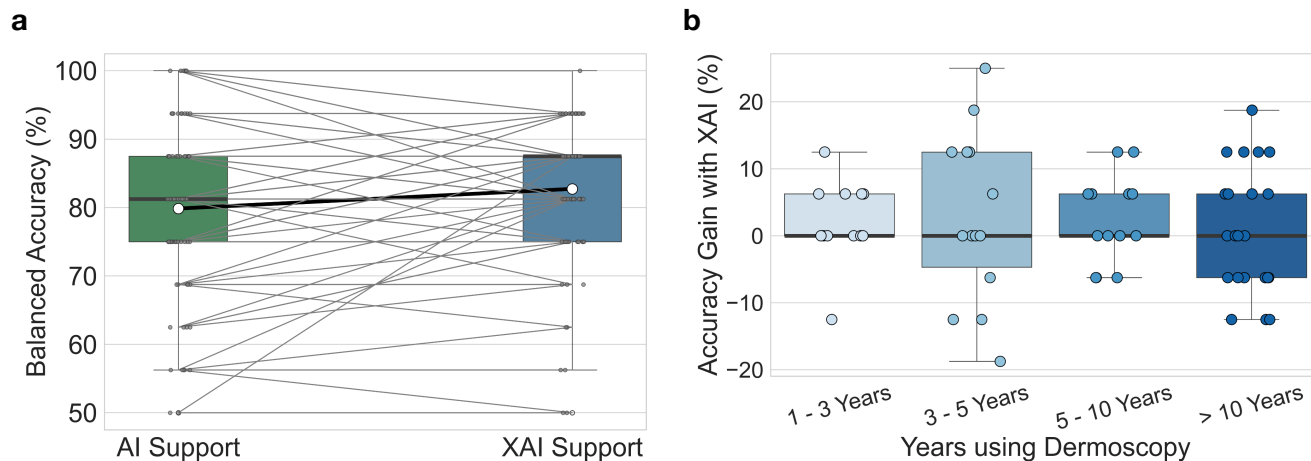 a
Balanced Accuracy (%)
100
90
80
70
60
50
AI Support
XAI Support
b
Accuracy Gain with XAI (%)
20
10
0
−10
−20
1 - 3 Years
3 - 5 Years
5 - 10 Years
> 10 Years
Years using Dermoscopy